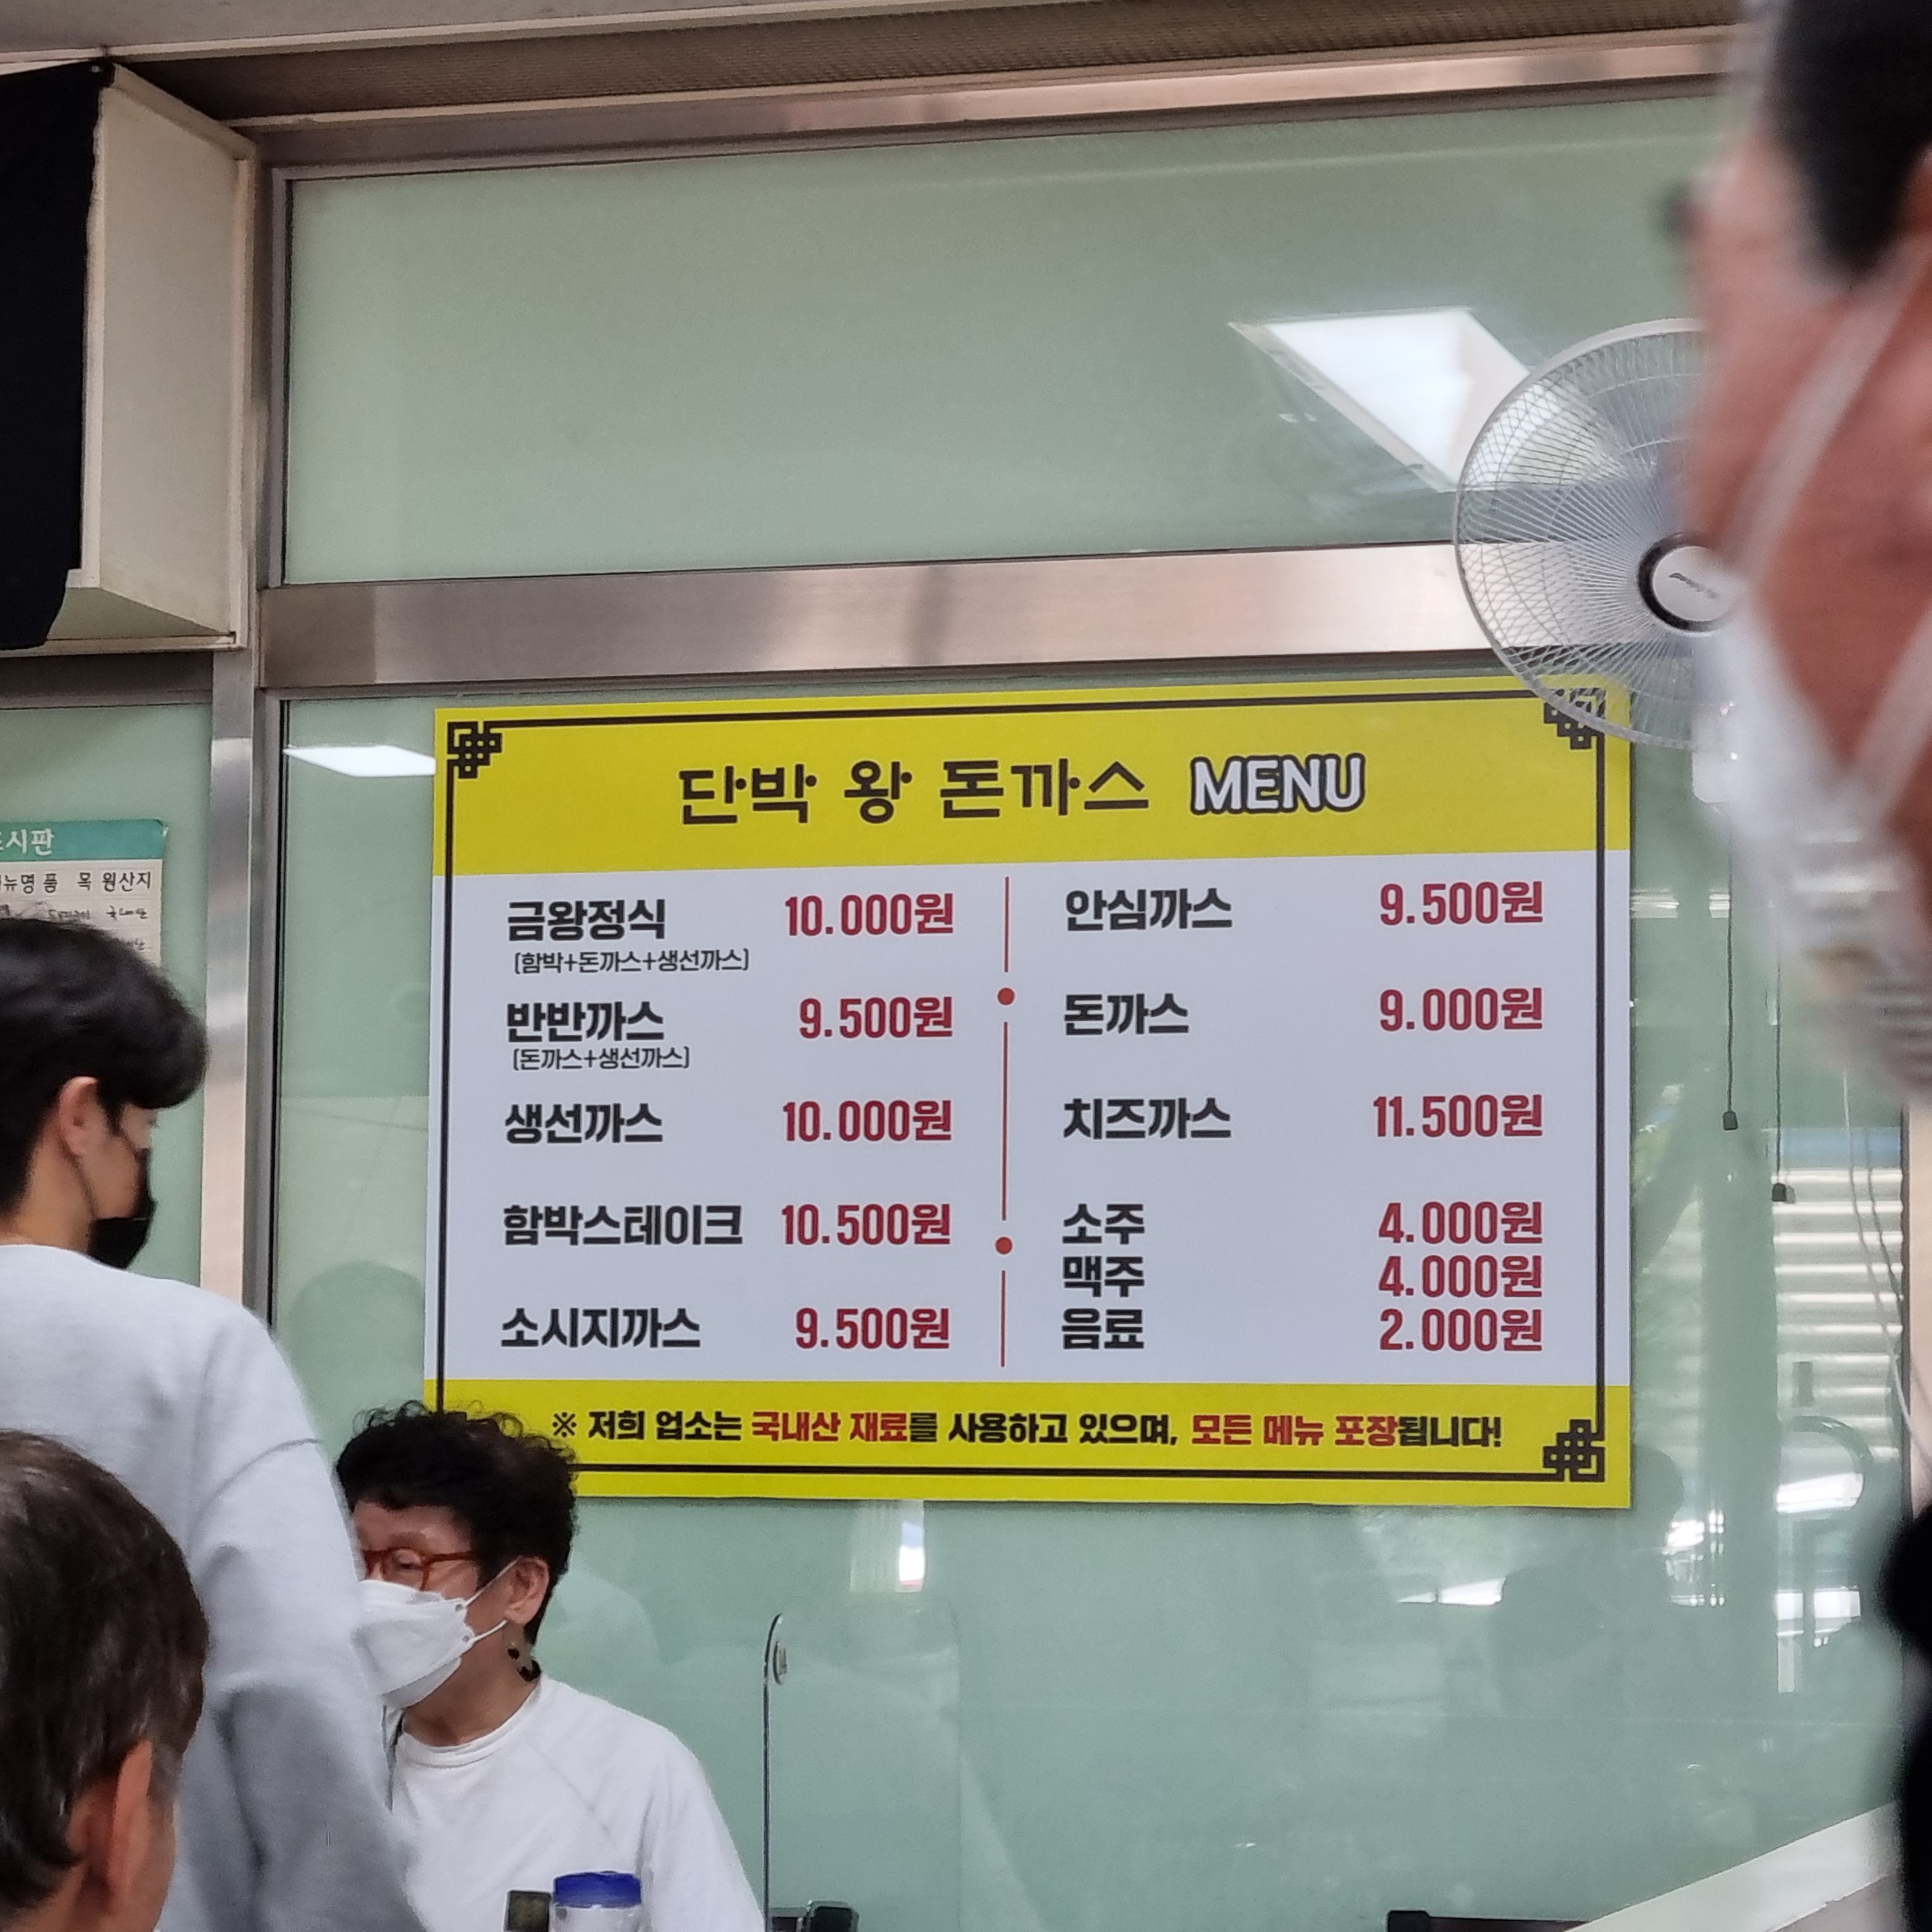 단박 왕 돈까스 MENU
금왕정식 10.000원
(함박+돈까스+생선까스)
반반까스 9.500원
(돈까스+생선까스)
생선까스 10.000원
함박스테이크 10.500원
소시지까스 9.500원
안심까스 9.500원
돈까스 9.000원
치즈까스 11.500원
소주 4.000원
맥주 4.000원
음료 2.000원
※ 저희 업소는 국내산 재료를 사용하고 있으며, 모든 메뉴 포장됩니다!
시판
뉴명 품 목 원산지
국내산